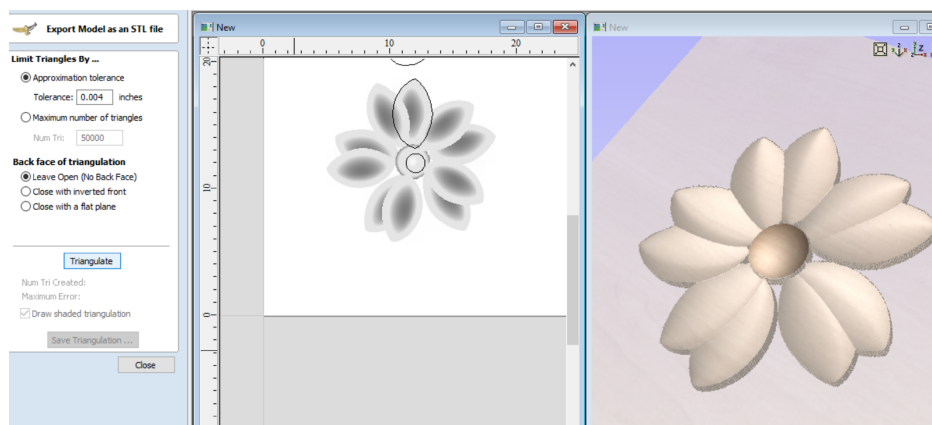 Export Model as an STL file
Limit Triangles By ...
Approximation tolerance
Tolerance: 0.004 inches
Maximum number of triangles
Num Tri: 50000
Back face of triangulation
Leave Open (No Back Face)
Close with inverted front
Close with a flat plane
Triangulate
Num Tri Created:
Maximum Error:
Draw shaded triangulation
Save Triangulation ...
Close
New
0 10 20
20
10
0
New
Z